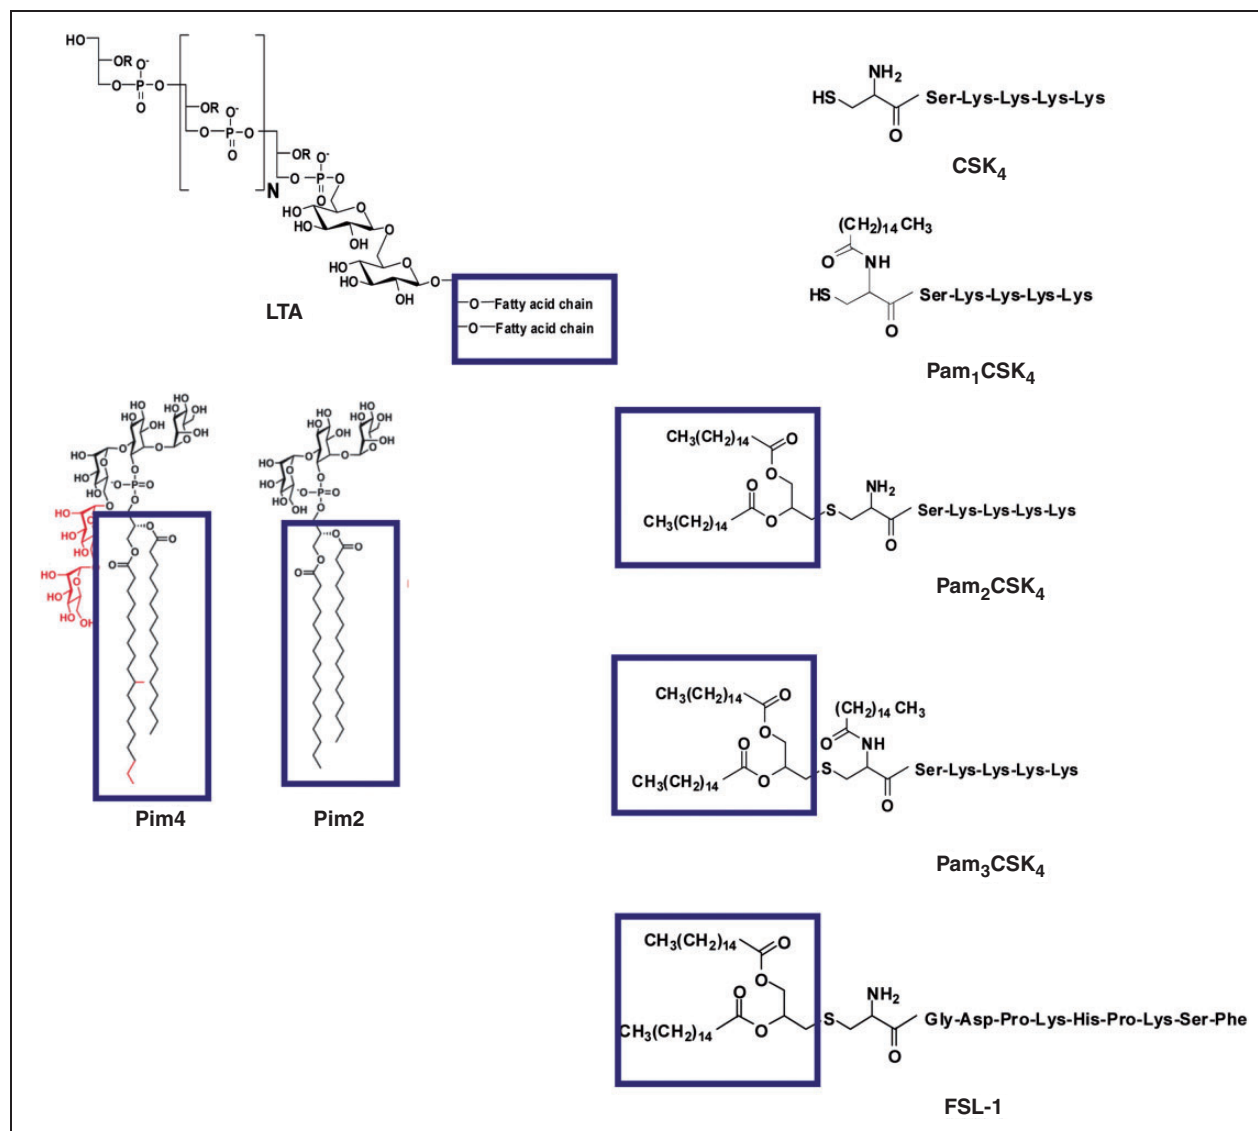 HO
OR
O-
O
P
O
O
OR
O-
O
P
O
O
N
OR
O-
O
P
O
O
HO
O
HO
HO
O
OH
HO
O
HO
HO
O
OH
O-Fatty acid chain
O-Fatty acid chain
LTA
NH2
HS
Ser-Lys-Lys-Lys-Lys
O
CSK4
(CH2)14CH3
O
NH
HS
Ser-Lys-Lys-Lys-Lys
O
Pam1CSK4
CH3(CH2)14
O
O
O
NH2
CH3(CH2)14
O
S
Ser-Lys-Lys-Lys-Lys
O
Pam2CSK4
Pim4
Pim2
CH3(CH2)14
O
(CH2)14CH3
O
O
O
NH
CH3(CH2)14
O
S
Ser-Lys-Lys-Lys-Lys
O
Pam3CSK4
CH3(CH2)14
O
O
O
NH2
CH3(CH2)14
O
S
Gly-Asp-Pro-Lys-His-Pro-Lys-Ser-Phe
O
FSL-1